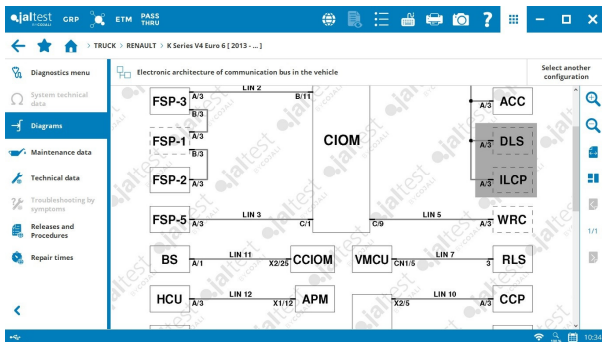 jaltest GRP ETM PASS
by COJALI THRU
TRUCK > RENAULT > K Series V4 Euro 6 [ 2013 - ... ]
Diagnostics menu
System technical
data
Diagrams
Maintenance data
Technical data
Troubleshooting by
symptoms
Releases and
Procedures
Repair times
Electronic architecture of communication bus in the vehicle
Select another
configuration
LIN 2
FSP-3 A/3 B/11
B/3
FSP-1 A/3
B/3
FSP-2 A/3
CIOM
A/3 ACC
A/3 DLS
A/3 ILCP
FSP-5 A/3 LIN 3 C/1
C/9 LIN 5 A/3 WRC
BS A/1 LIN 11 X2/25 CCIOM
VMCU CN1/5 LIN 7 3 RLS
HCU A/3 LIN 12 X1/12 APM
X2/5 LIN 10 A/3 CCP
1/1
10:34